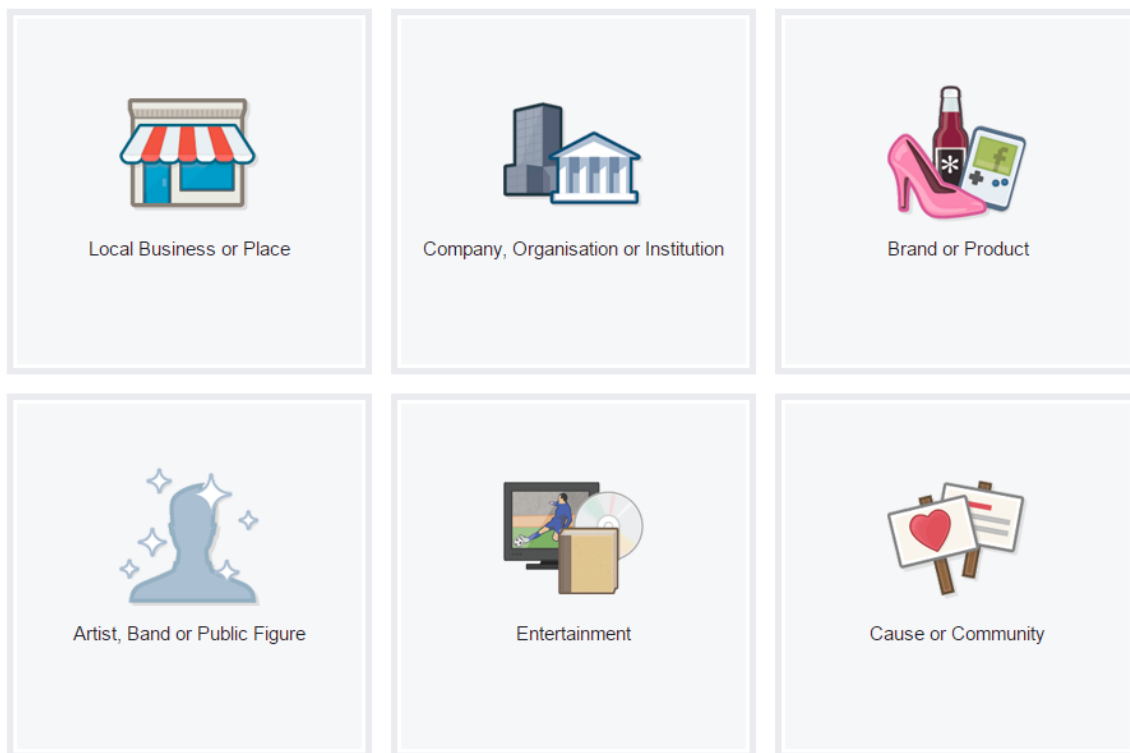 Local Business or Place
Company, Organisation or Institution
Brand or Product
Artist, Band or Public Figure
Entertainment
Cause or Community